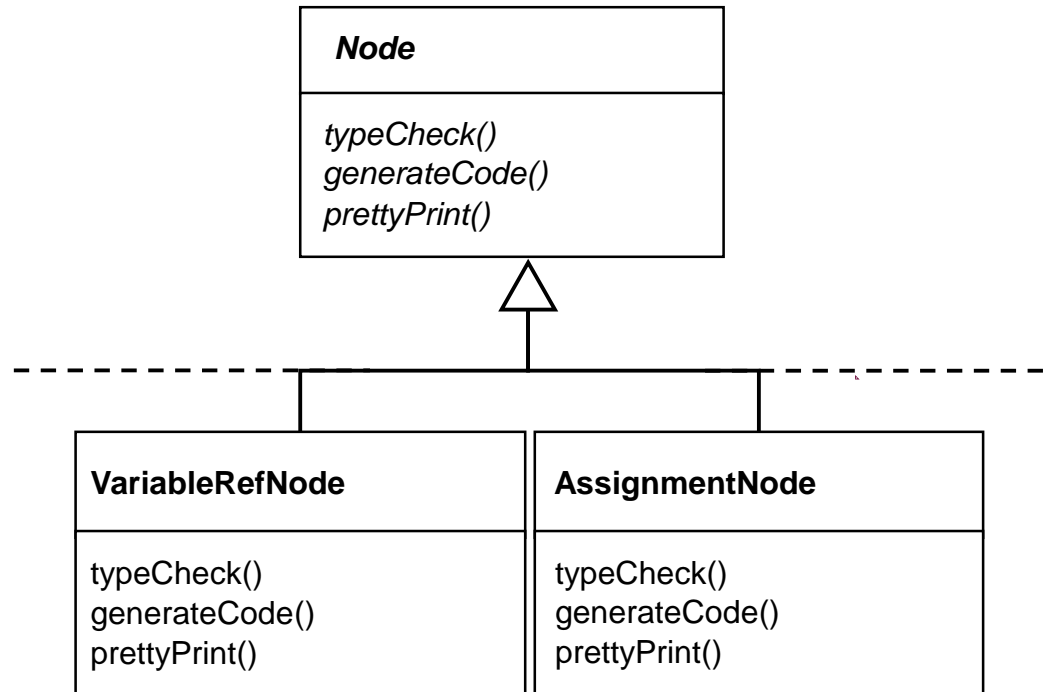 Node
typeCheck()
generateCode()
prettyPrint()
VariableRefNode
typeCheck()
generateCode()
prettyPrint()
AssignmentNode
typeCheck()
generateCode()
prettyPrint()